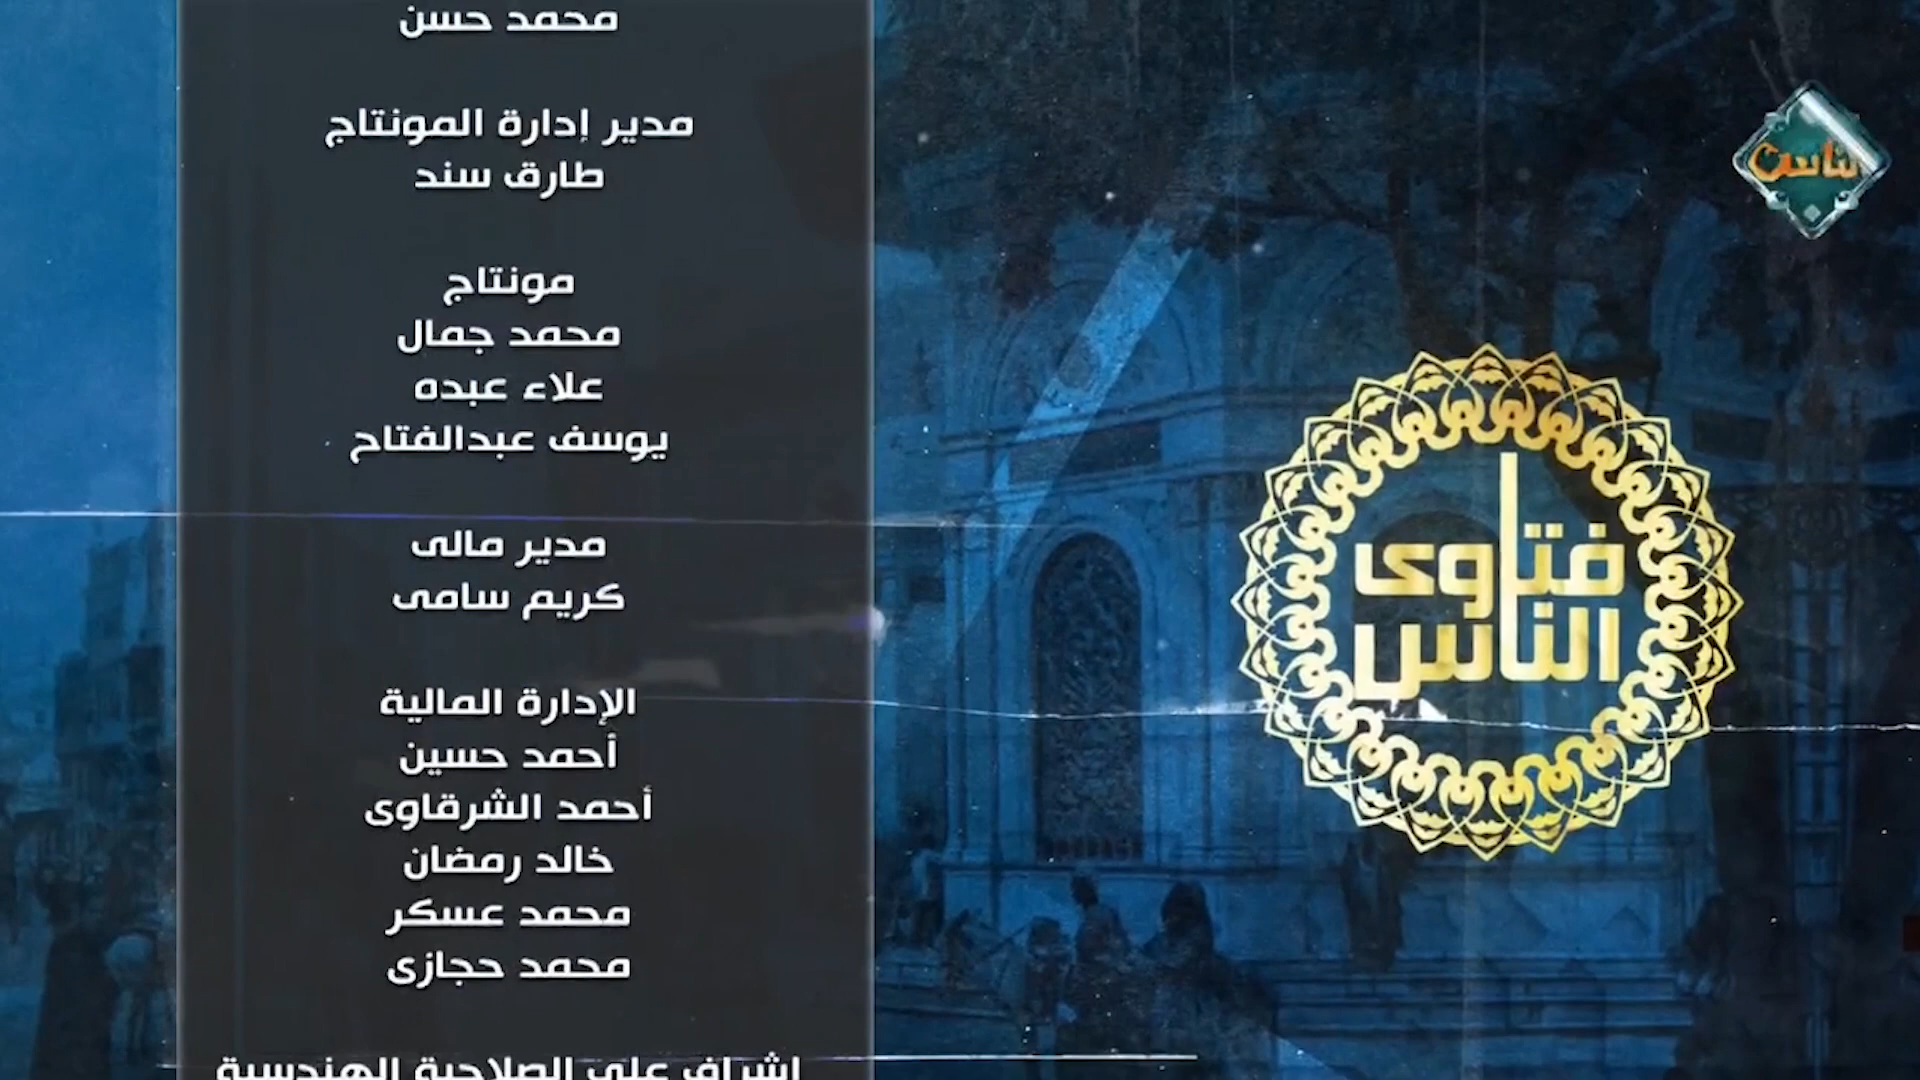 محمد حسن
مدير إدارة المونتاج
طارق سند
مونتاج
محمد جمال
علاء عبده
يوسف عبدالفتاح
مدير مالى
كريم سامى
الإدارة المالية
أحمد حسين
أحمد الشرقاوى
خالد رمضان
محمد عسكر
محمد حجازى
إشراف على الصلاحية الهندسية
فتاوى
الناس